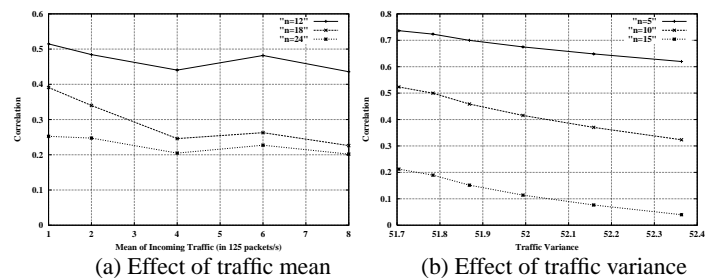 "n=12"
"n=18"
"n=24"
0.6
0.5
0.4
0.3
0.2
0.1
0
Correlation
1 2 3 4 5 6 7 8
Mean of Incoming Traffic (in 125 packets/s)
(a) Effect of traffic mean
"n=5"
"n=10"
"n=15"
0.8
0.7
0.6
0.5
0.4
0.3
0.2
0.1
0
Correlation
51.7 51.8 51.9 52 52.1 52.2 52.3 52.4
Traffic Variance
(b) Effect of traffic variance